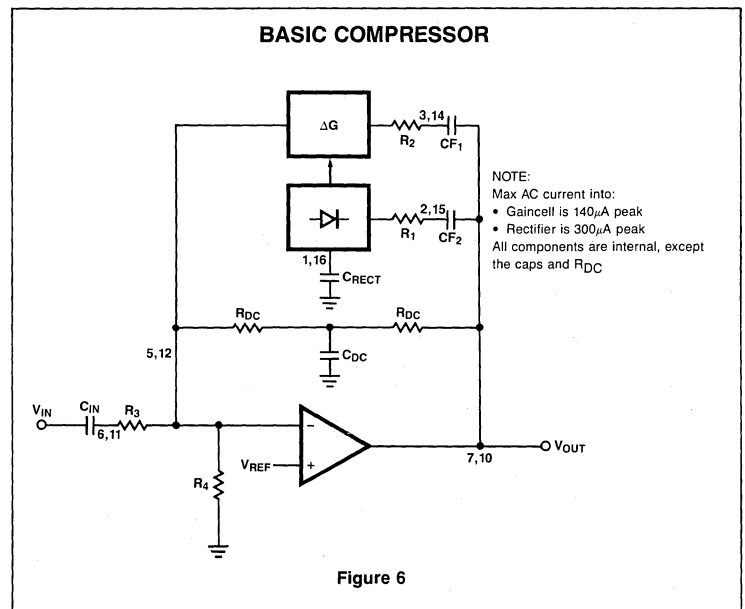 BASIC COMPRESSOR
ΔG
R2
3,14
CF1
R1
2,15
CF2
1,16
CRECT
NOTE:
Max AC current into:
• Gaincell is 140μA peak
• Rectifier is 300μA peak
All components are internal, except
the caps and RDC
RDC
RDC
CDC
5,12
VIN
CIN
6,11
R3
R4
VREF
−
+
7,10
VOUT
Figure 6